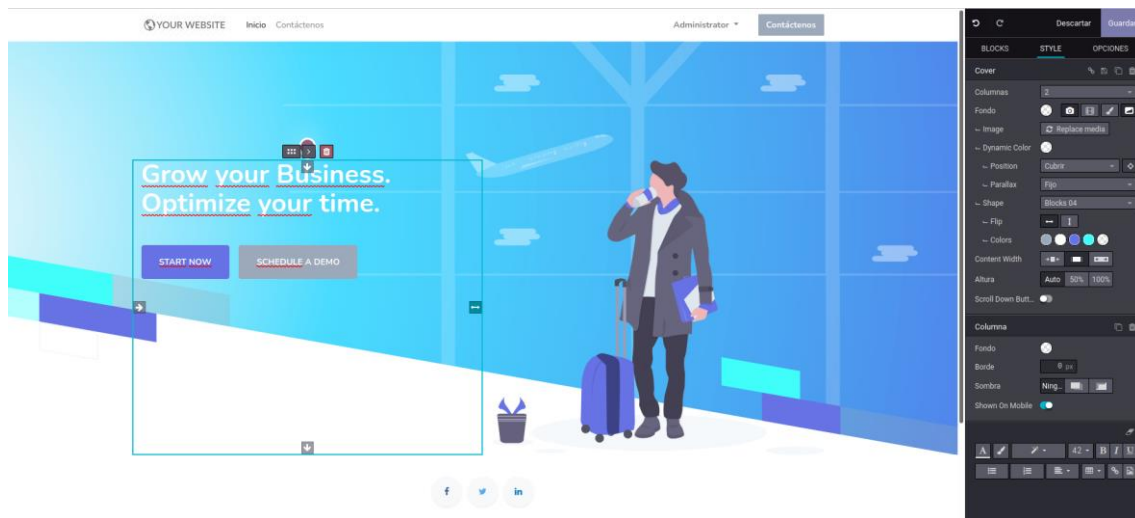 YOUR WEBSITE Inicio Contáctenos Administrator Contáctenos
Grow your Business.
Optimize your time.
START NOW SCHEDULE A DEMO
f in
Descartar Guardar
BLOCKS STYLE OPCIONES
Cover
Columnas 2
Fondo
Image Replace media
Dynamic Color
Position Cubrir
Parallax Fijo
Shape Blocks 04
Flip
Colors
Content Width
Altura Auto 50% 100%
Scroll Down Butt...
Columna
Fondo
Borde 0 px
Sombra Ning...
Shown On Mobile
A 42 B I U